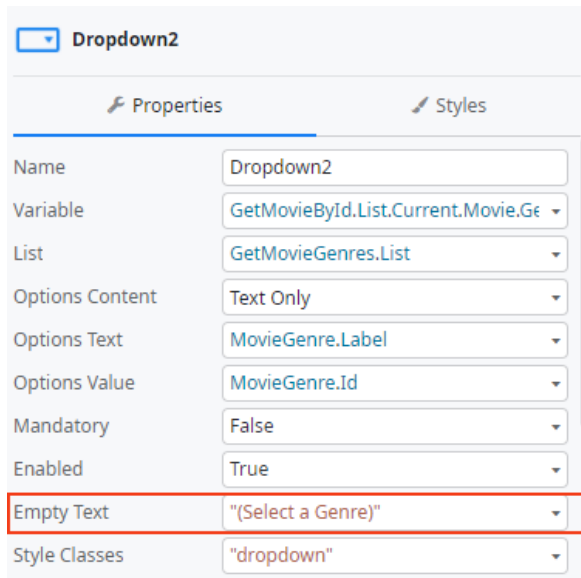 Dropdown2
Properties Styles
Name Dropdown2
Variable GetMovieById.List.Current.Movie.Ge
List GetMovieGenres.List
Options Content Text Only
Options Text MovieGenre.Label
Options Value MovieGenre.Id
Mandatory False
Enabled True
Empty Text "(Select a Genre)"
Style Classes "dropdown"